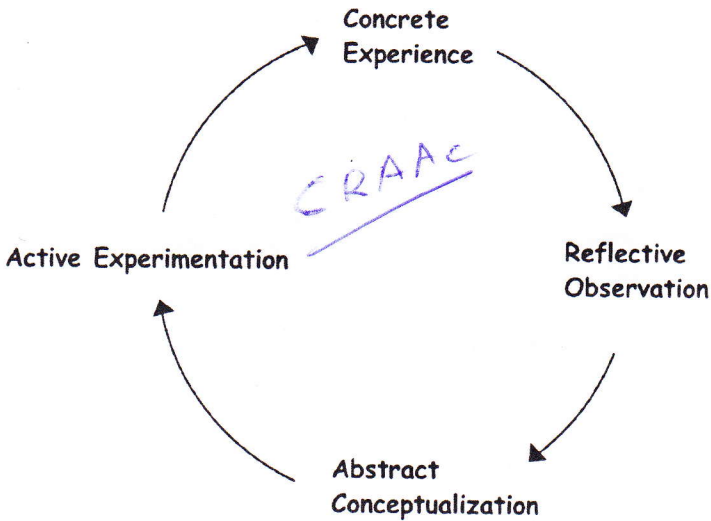 Concrete
Experience
CRAAC
Active Experimentation
Reflective
Observation
Abstract
Conceptualization